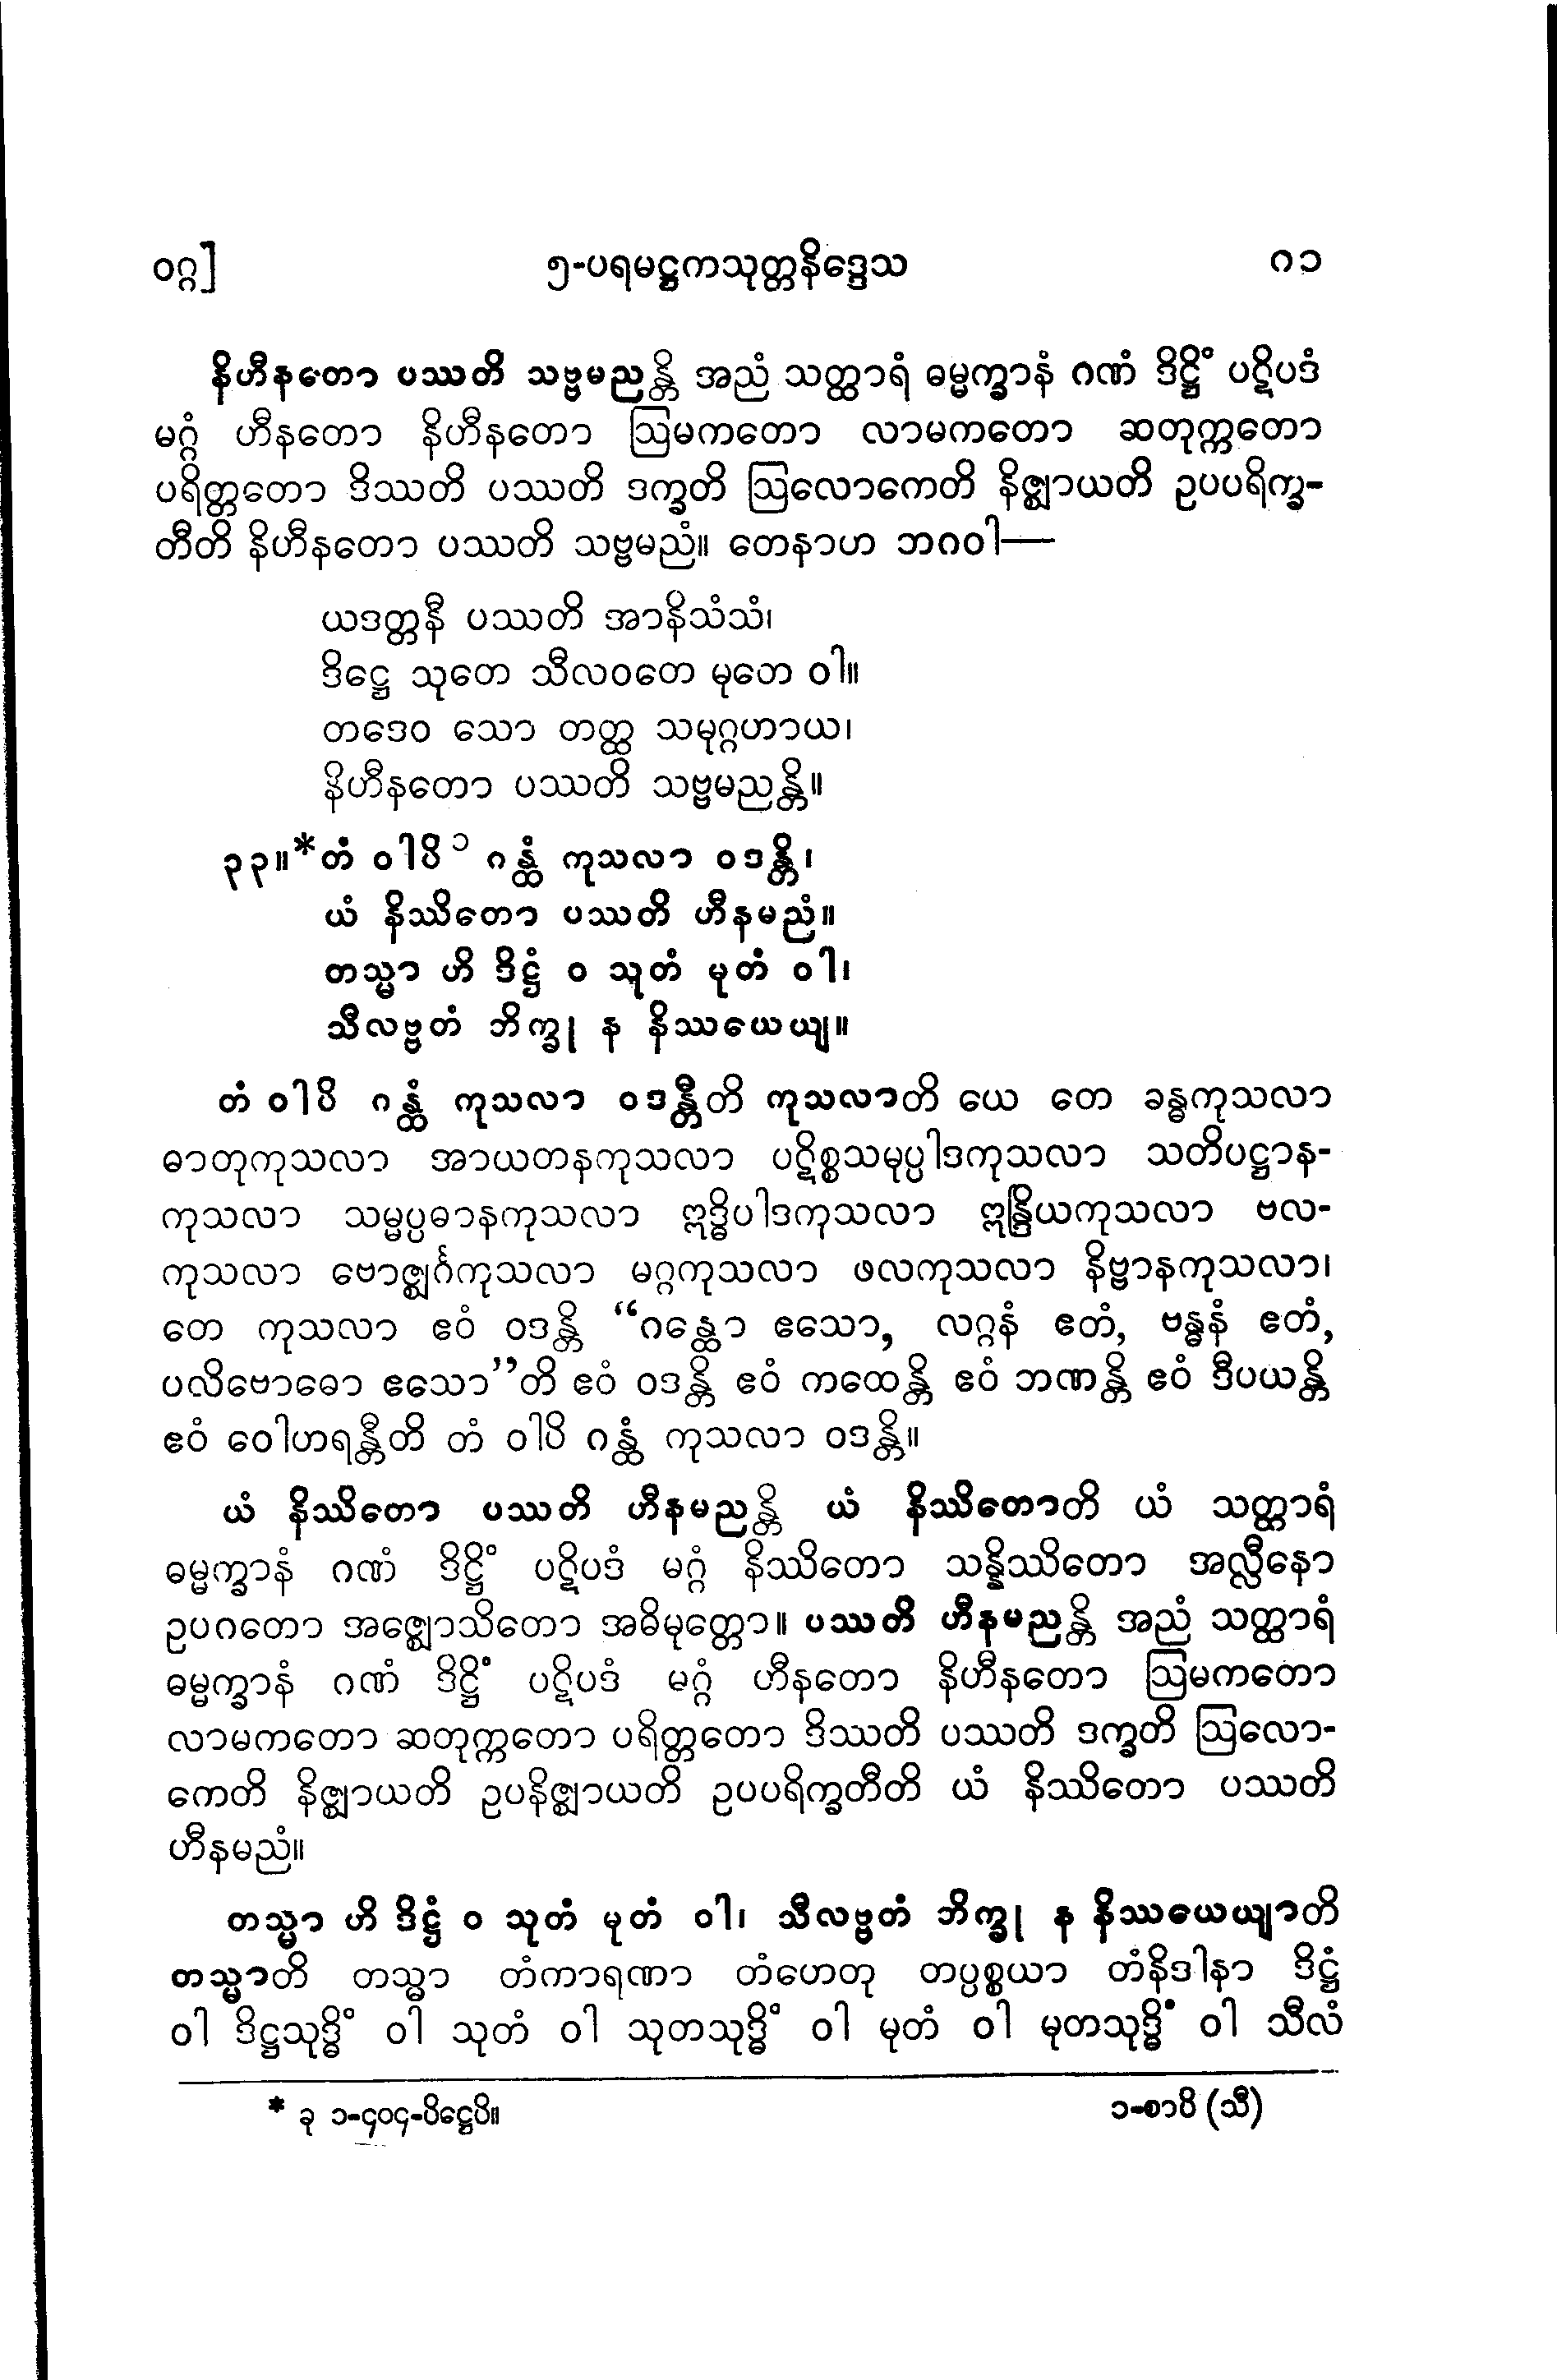 ဝဂ္ဂ] ၅-ပရမဋ္ဌကသုတ္တနိဒ္ဒေသ ၈၁
နိဟီနတော ပဿတိ သဗ္ဗမညန္တိ အညံ သတ္ထာရံ ဓမ္မက္ခာနံ ဂဏံ ဒိဋ္ဌိံ ပဋိပဒံ
မဂ္ဂံ ဟီနတော နိဟီနတော ဩမကတော လာမကတော ဆတုက္ကတော
ပရိတ္တတော ဒိဿတိ ပဿတိ ဒက္ခတိ ဩလောကေတိ နိဇ္ဈာယတိ ဥပပရိက္ခ-
တီတိ နိဟီနတော ပဿတိ သဗ္ဗမညံ။ တေနာဟ ဘဂဝါ—
ယဒတ္တနီ ပဿတိ အာနိသံသံ၊
ဒိဋ္ဌေ သုတေ သီလဝတေ မုတေ ဝါ။
တဒေဝ သော တတ္ထ သမုဂ္ဂဟာယ၊
နိဟီနတော ပဿတိ သဗ္ဗမညန္တိ။
၃၃။*တံ ဝါပိ ၁ ဂန္ထံ ကုသလာ ဝဒန္တိ၊
ယံ နိဿိတော ပဿတိ ဟီနမညံ။
တသ္မာ ဟိ ဒိဋ္ဌံ ဝ သုတံ မုတံ ဝါ၊
သီလဗ္ဗတံ ဘိက္ခု န နိဿယေယျ။
တံ ဝါပိ ဂန္ထံ ကုသလာ ဝဒန္တီတိ ကုသလာတိ ယေ တေ ခန္ဓကုသလာ
ဓာတုကုသလာ အာယတနကုသလာ ပဋိစ္စသမုပ္ပါဒကုသလာ သတိပဋ္ဌာန-
ကုသလာ သမ္မပ္ပဓာနကုသလာ ဣဒ္ဓိပါဒကုသလာ ဣန္ဒြိယကုသလာ ဗလ-
ကုသလာ ဗောဇ္ဈင်္ဂကုသလာ မဂ္ဂကုသလာ ဖလကုသလာ နိဗ္ဗာနကုသလာ၊
တေ ကုသလာ ဧဝံ ဝဒန္တိ “ဂန္ထော ဧသော, လဂ္ဂနံ ဧတံ, ဗန္ဓနံ ဧတံ,
ပလိဗောဓော ဧသော”တိ ဧဝံ ဝဒန္တိ ဧဝံ ကထေန္တိ ဧဝံ ဘဏန္တိ ဧဝံ ဒီပယန္တိ
ဧဝံ ဝေါဟရန္တီတိ တံ ဝါပိ ဂန္ထံ ကုသလာ ဝဒန္တိ။
ယံ နိဿိတော ပဿတိ ဟီနမညန္တိ ယံ နိဿိတောတိ ယံ သတ္ထာရံ
ဓမ္မက္ခာနံ ဂဏံ ဒိဋ္ဌိံ ပဋိပဒံ မဂ္ဂံ နိဿိတော သန္နိဿိတော အလ္လီနော
ဥပဂတော အဇ္ဈောသိတော အဓိမုတ္တော။ ပဿတိ ဟီနမညန္တိ အညံ သတ္ထာရံ
ဓမ္မက္ခာနံ ဂဏံ ဒိဋ္ဌိံ ပဋိပဒံ မဂ္ဂံ ဟီနတော နိဟီနတော ဩမကတော
လာမကတော ဆတုက္ကတော ပရိတ္တတော ဒိဿတိ ပဿတိ ဒက္ခတိ ဩလော-
ကေတိ နိဇ္ဈာယတိ ဥပနိဇ္ဈာယတိ ဥပပရိက္ခတီတိ ယံ နိဿိတော ပဿတိ
ဟီနမညံ။
တသ္မာ ဟိ ဒိဋ္ဌံ ဝ သုတံ မုတံ ဝါ၊ သီလဗ္ဗတံ ဘိက္ခု န နိဿယေယျာတိ
တသ္မာတိ တသ္မာ တံကာရဏာ တံဟေတု တပ္ပစ္စယာ တံနိဒါနာ ဒိဋ္ဌံ
ဝါ ဒိဋ္ဌသုဒ္ဓိံ ဝါ သုတံ ဝါ သုတသုဒ္ဓိံ ဝါ မုတံ ဝါ မုတသုဒ္ဓိံ ဝါ သီလံ
* ခု ၁-၄၀၄-ပိဋ္ဌေပိ။ ၁-စာပိ (သီ)